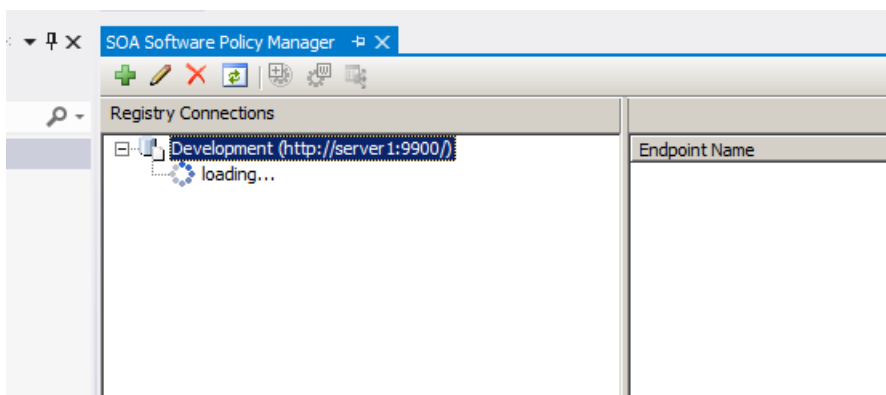 SOA Software Policy Manager
Registry Connections
Development (http://server1:9900/)
loading...
Endpoint Name